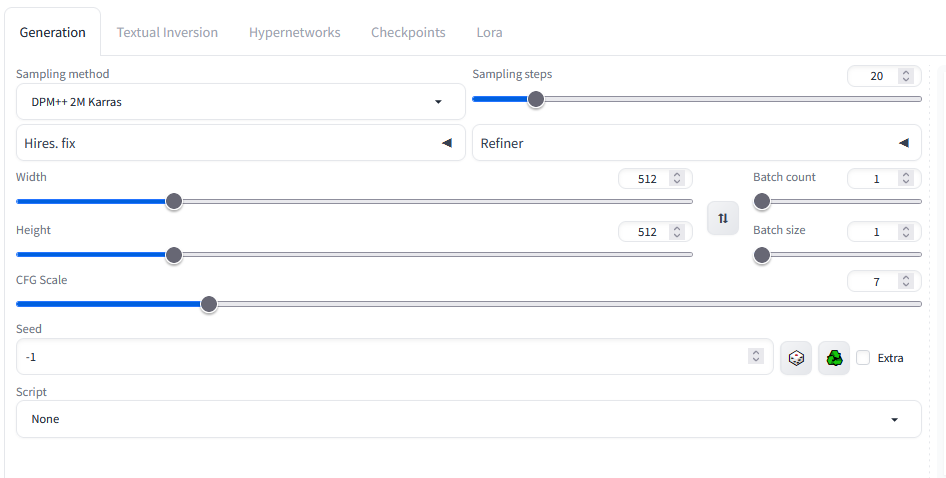 Generation Textual Inversion Hypernetworks Checkpoints Lora
Sampling method
DPM++ 2M Karras
Sampling steps
20
Hires. fix
Refiner
Width
512
Batch count
1
Height
512
Batch size
1
CFG Scale
7
Seed
-1
Extra
Script
None